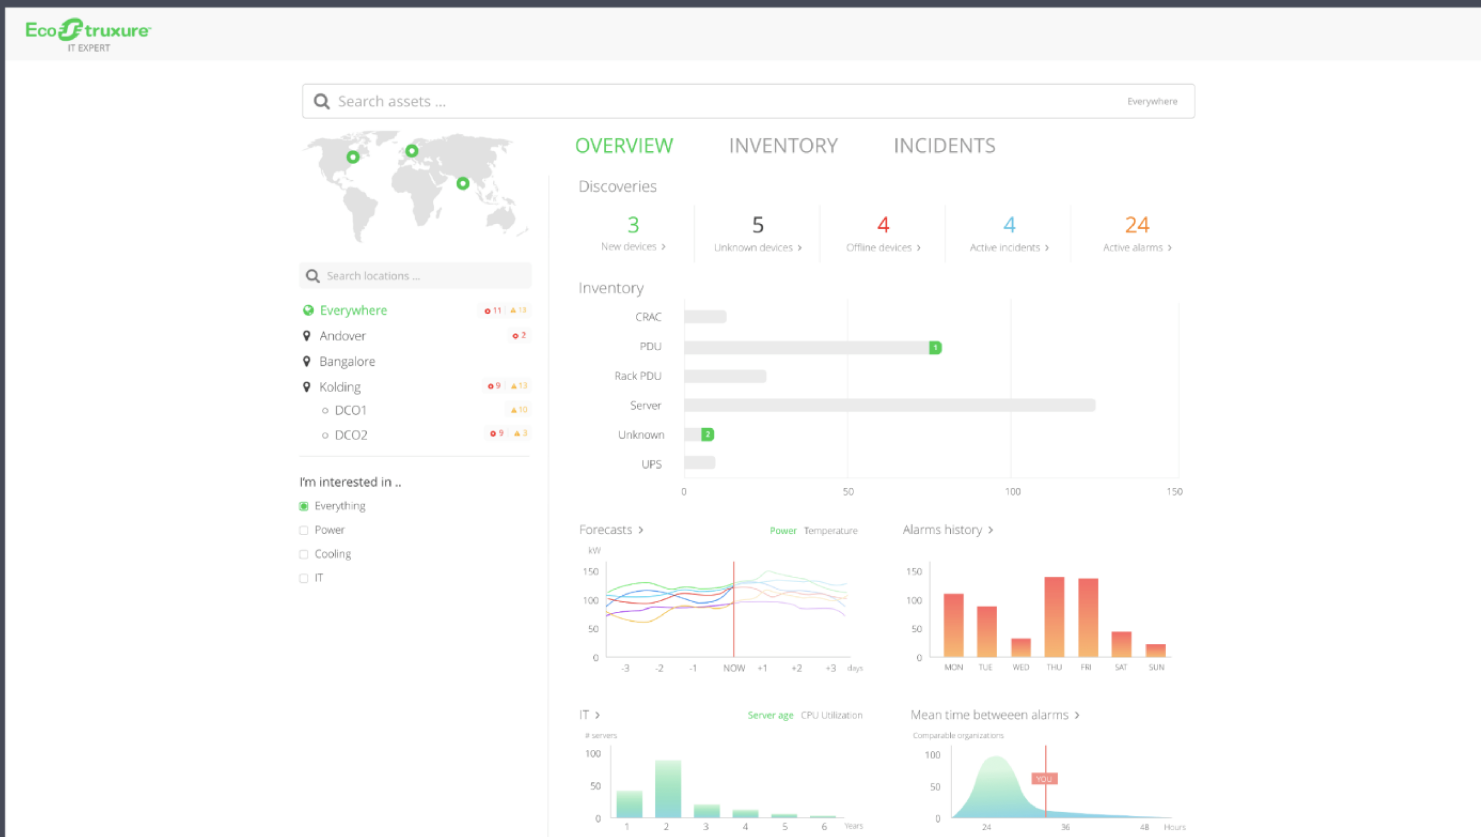 EcoStruxure
IT EXPERT
Search assets ...
Everywhere
OVERVIEW
INVENTORY
INCIDENTS
Search locations ...
Everywhere
11
13
Andover
2
Bangalore
Kolding
9
13
DCO1
10
DCO2
9
3
I'm interested in ..
Everything
Power
Cooling
IT
Discoveries
3
New devices >
5
Unknown devices >
4
Offline devices >
4
Active incidents >
24
Active alarms >
Inventory
CRAC
PDU
1
Rack PDU
Server
Unknown
2
UPS
0 50 100 150
Forecasts >
Power Temperature
kW
150
100
50
0
-3 -2 -1 NOW +1 +2 +3 days
Alarms history >
150
100
50
0
MON TUE WED THU FRI SAT SUN
IT >
Server age CPU Utilization
# servers
100
50
0
1 2 3 4 5 6 Years
Mean time betweeen alarms >
Comparable organizations
100
YOU
50
0
24 36 48 Hours